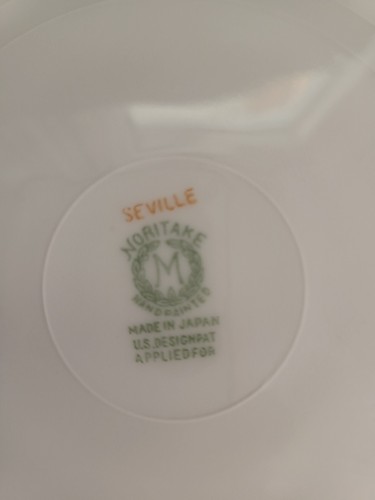 SEVILLE
NORITAKE
M
HANDPAINTED
MADE IN JAPAN
U.S. DESIGN PAT
APPLIED FOR